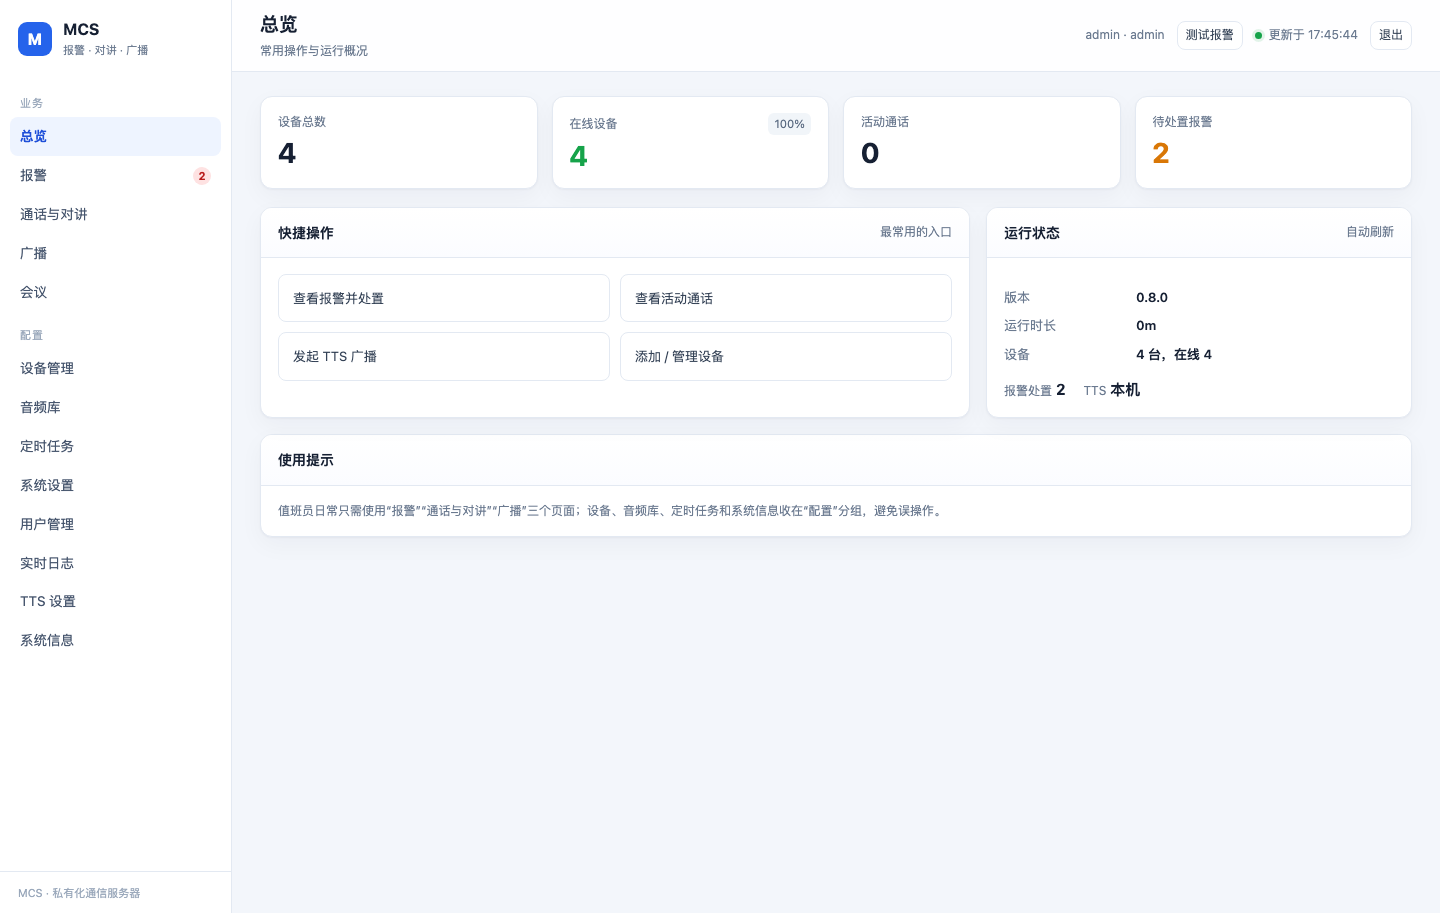 M
MCS
报警 · 对讲 · 广播
业务
总览
报警 2
通话与对讲
广播
会议
配置
设备管理
音频库
定时任务
系统设置
用户管理
实时日志
TTS 设置
系统信息
MCS · 私有化通信服务器
总览
常用操作与运行概况
admin · admin
测试报警
更新于 17:45:44
退出
设备总数
4
在线设备
100%
4
活动通话
0
待处置报警
2
快捷操作
最常用的入口
查看报警并处置
查看活动通话
发起 TTS 广播
添加 / 管理设备
运行状态
自动刷新
版本 0.8.0
运行时长 0m
设备 4 台，在线 4
报警处置 2 TTS 本机
使用提示
值班员日常只需使用“报警”“通话与对讲”“广播”三个页面；设备、音频库、定时任务和系统信息收在“配置”分组，避免误操作。